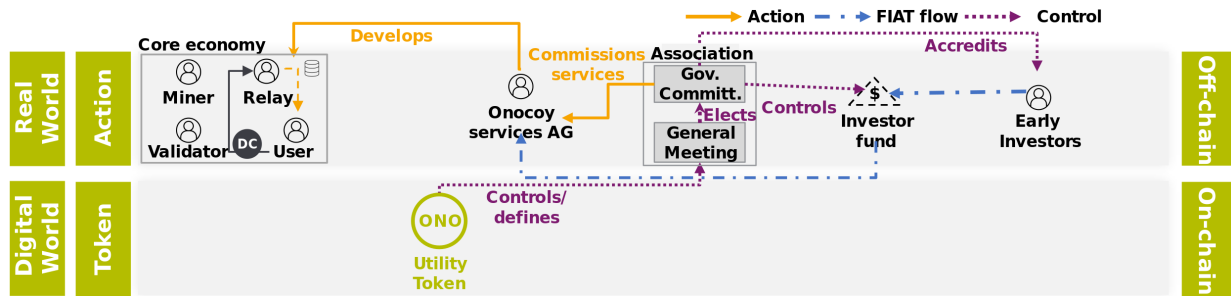 Action
FIAT flow
Control
Core economy
Develops
Commissions
services
Association
Accredits
Real
World
Action
Miner
Relay
Validator
DC
User
Onocoy
services AG
Gov.
Committ.
Elects
Controls
General
Meeting
$
Investor
fund
Early
Investors
Off-chain
Digital
World
Token
ONO
Utility
Token
Controls/
defines
On-chain